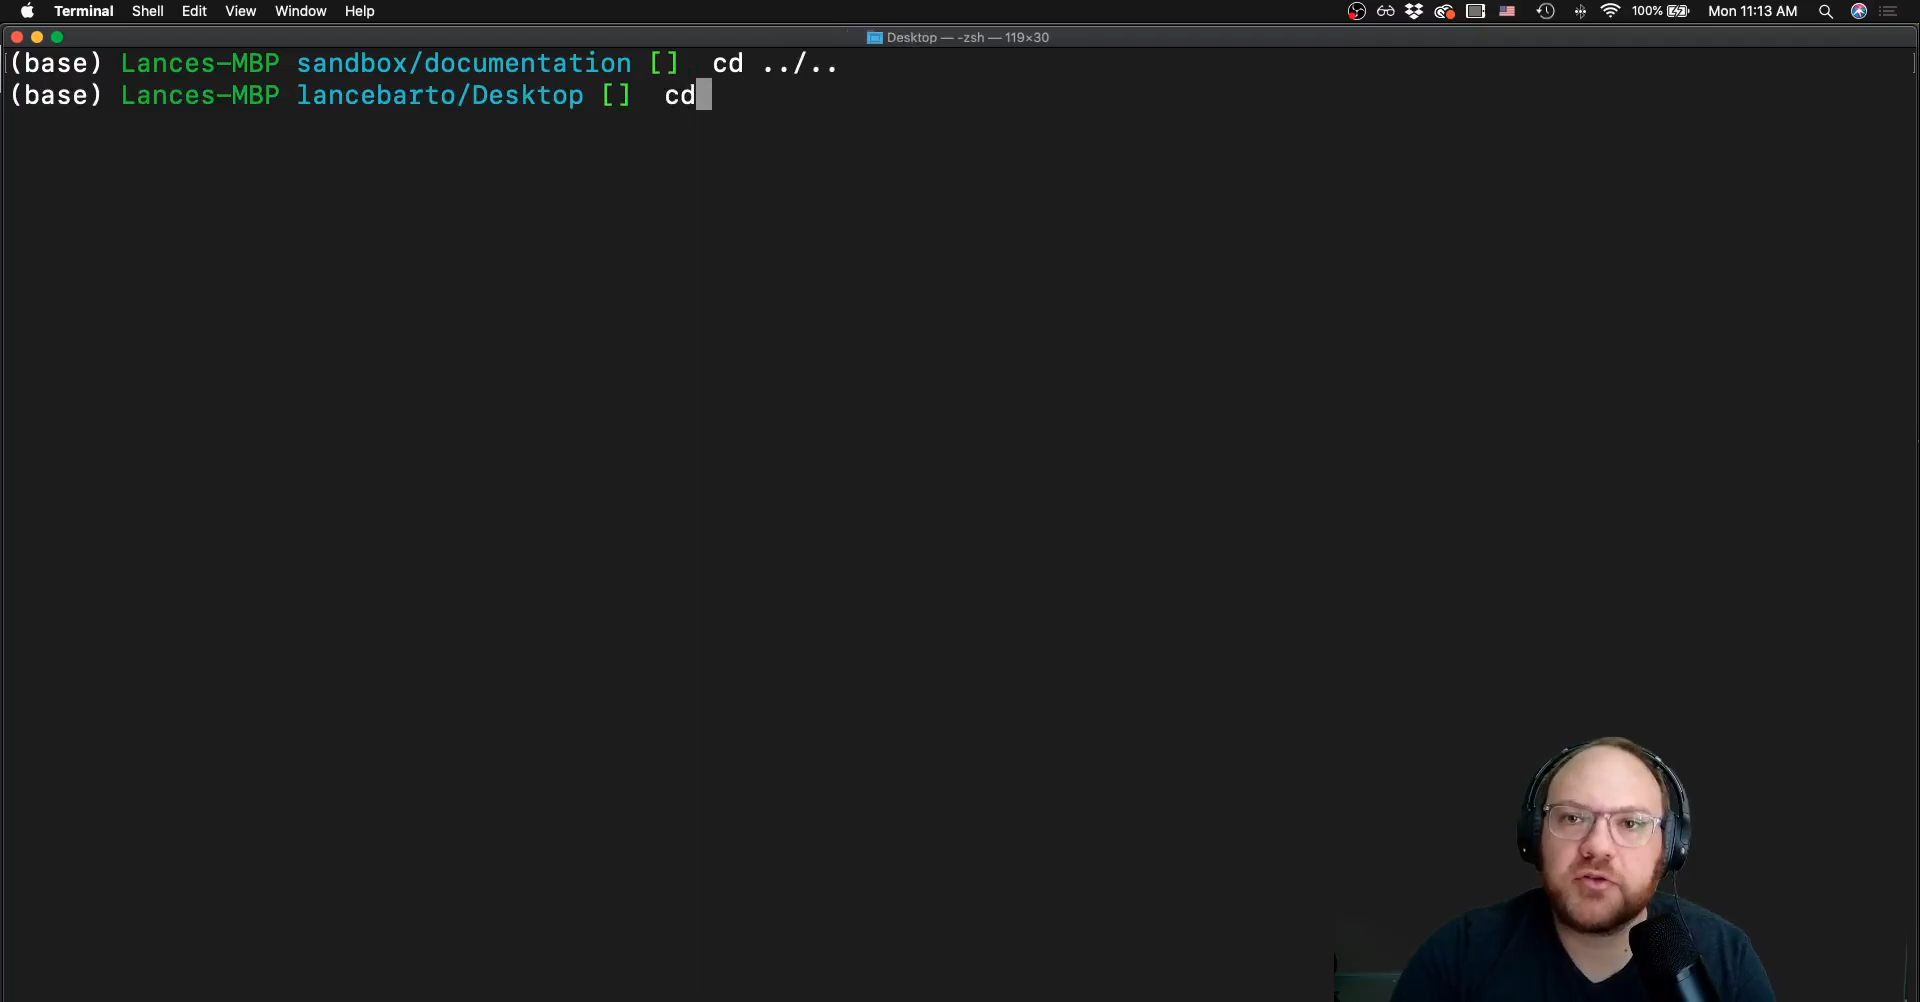 Terminal Shell Edit View Window Help 100% Mon 11:13 AM
Desktop — -zsh — 119×30
(base) Lances-MBP sandbox/documentation [] cd ../..
(base) Lances-MBP lancebarto/Desktop [] cd